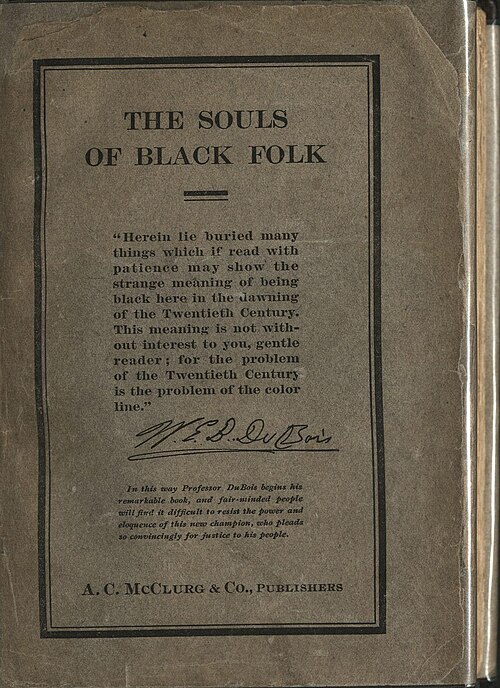 THE SOULS
OF BLACK FOLK
“Herein lie buried many
things which if read with
patience may show the
strange meaning of being
black here in the dawning
of the Twentieth Century.
This meaning is not with-
out interest to you, gentle
reader; for the problem
of the Twentieth Century
is the problem of the color
line.”
W. E. B. Du Bois
In this way Professor DuBois begins his
remarkable book, and fair-minded people
will find it difficult to resist the power and
eloquence of this new champion, who pleads
so convincingly for justice to his people.
A. C. McCLURG & CO., PUBLISHERS